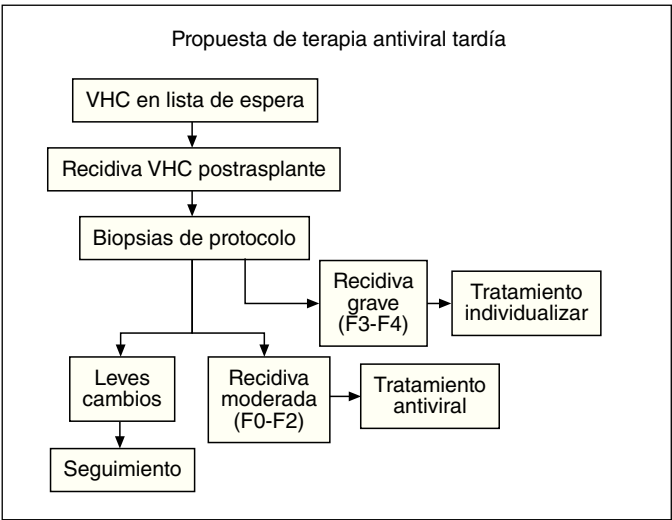 Propuesta de terapia antiviral tardía
VHC en lista de espera
Recidiva VHC postrasplante
Biopsias de protocolo
Recidiva
grave
(F3-F4)
Tratamiento
individualizar
Leves
cambios
Recidiva
moderada
(F0-F2)
Tratamiento
antiviral
Seguimiento